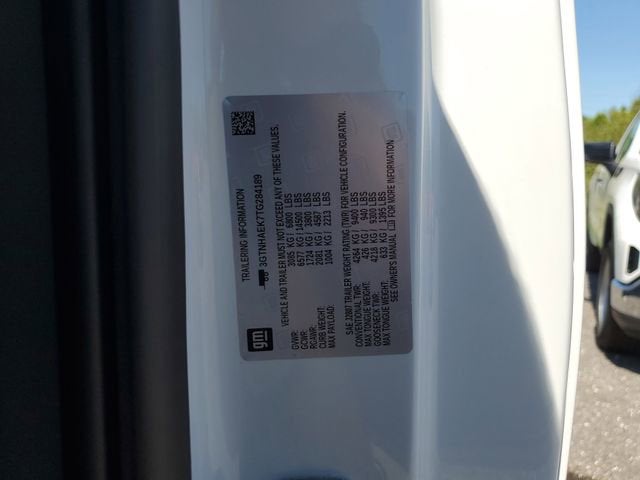 TRAILERING INFORMATION
3GTNHAEK7TG284189
VEHICLE AND TRAILER MUST NOT EXCEED ANY OF THESE VALUES.
GVWR: 3085 KG / 6800 LBS
GCWR: 6577 KG / 14500 LBS
RGAWR: 1724 KG / 3800 LBS
CURB WEIGHT: 2081 KG / 4587 LBS
MAX PAYLOAD: 1004 KG / 2213 LBS
SAE J2807 TRAILER WEIGHT RATING (TWR) FOR VEHICLE CONFIGURATION.
CONVENTIONAL TWR: 4264 KG / 9400 LBS
MAX TONGUE WEIGHT: 426 KG / 940 LBS
GOOSENECK TWR: 4218 KG / 9300 LBS
MAX TONGUE WEIGHT: 633 KG / 1395 LBS
SEE OWNER'S MANUAL FOR MORE INFORMATION
gm